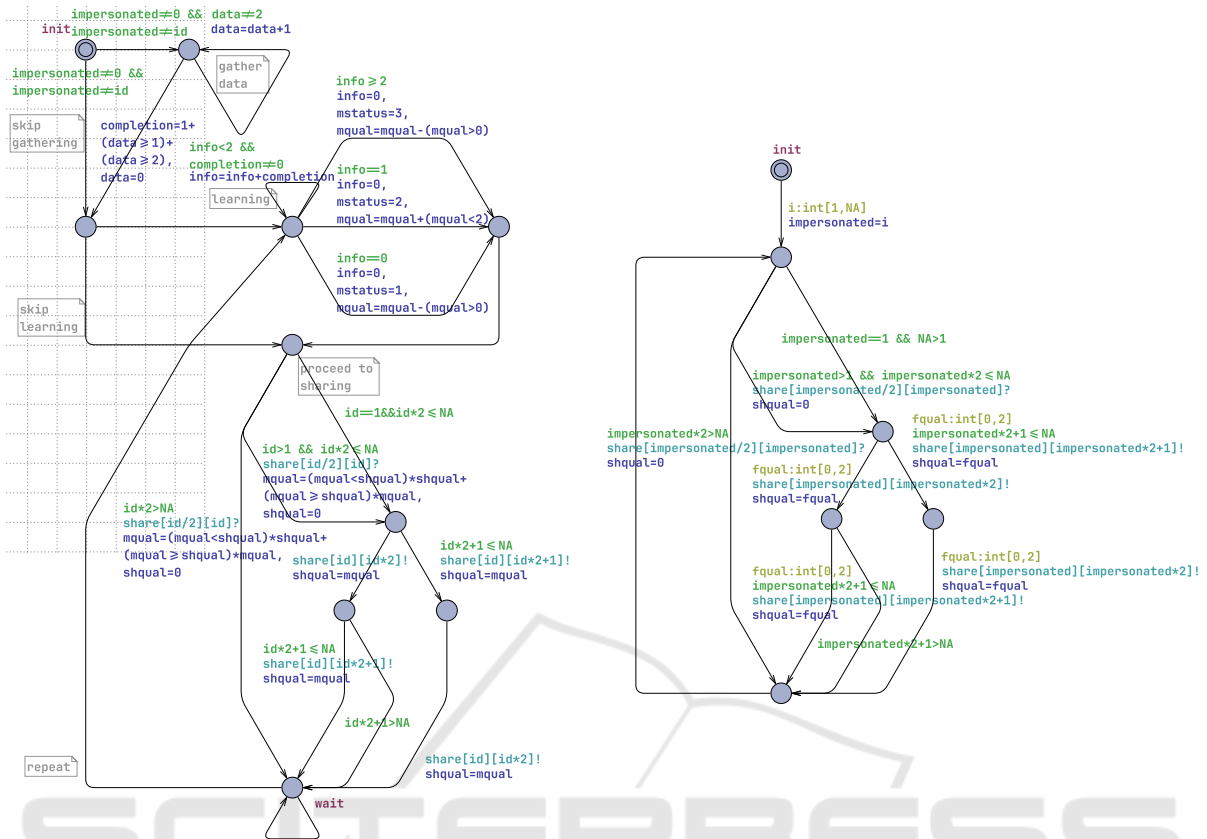 impersonated≠0 && data≠2
init
impersonated≠id
data=data+1
gather
data
impersonated≠0 &&
impersonated≠id
skip
gathering
completion=1+
(data≥1)+
(data≥2),
data=0
info<2 &&
completion≠0
info=info+completion
learning
info≥2
info=0,
mstatus=3,
mqual=mqual-(mqual>0)
info==1
info=0,
mstatus=2,
mqual=mqual+(mqual<2)
info==0
info=0,
mstatus=1,
mqual=mqual-(mqual>0)
skip
learning
proceed to
sharing
id==1&&id*2≤NA
id>1 && id*2≤NA
share[id/2][id]?
mqual=(mqual<shqual)*shqual+
(mqual≥shqual)*mqual,
shqual=0
id*2>NA
share[id/2][id]?
mqual=(mqual<shqual)*shqual+
(mqual≥shqual)*mqual,
shqual=0
share[id][id*2]!
shqual=mqual
id*2+1≤NA
share[id][id*2+1]!
shqual=mqual
id*2+1≤NA
share[id][id*2+1]!
shqual=mqual
id*2+1>NA
share[id][id*2]!
shqual=mqual
repeat
wait
init
i:int[1,NA]
impersonated=i
impersonated==1 && NA>1
impersonated>1 && impersonated*2≤NA
share[impersonated/2][impersonated]?
shqual=0
impersonated*2>NA
share[impersonated/2][impersonated]?
shqual=0
fqual:int[0,2]
impersonated*2+1≤NA
share[impersonated][impersonated*2+1]!
shqual=fqual
fqual:int[0,2]
share[impersonated][impersonated*2]!
shqual=fqual
fqual:int[0,2]
share[impersonated][impersonated*2]!
shqual=fqual
fqual:int[0,2]
impersonated*2+1≤NA
share[impersonated][impersonated*2+1]!
shqual=fqual
impersonated*2+1>NA
SCITEPRESS